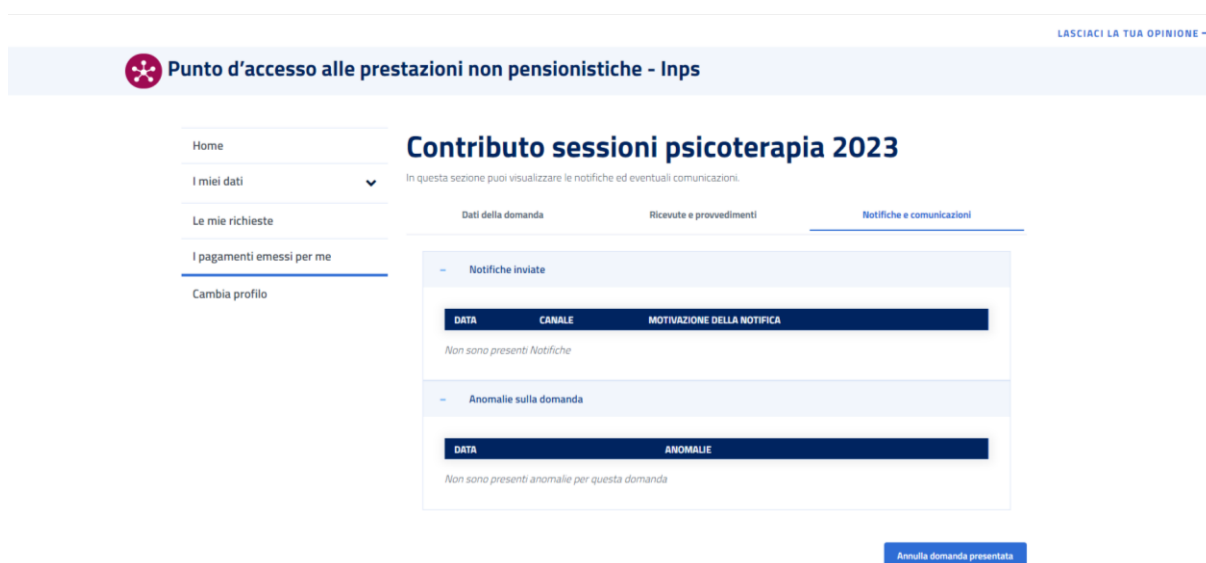 LASCIACI LA TUA OPINIONE
Punto d’accesso alle prestazioni non pensionistiche - Inps
Home
I miei dati
Le mie richieste
I pagamenti emessi per me
Cambia profilo
Contributo sessioni psicoterapia 2023
In questa sezione puoi visualizzare le notifiche ed eventuali comunicazioni.
Dati della domanda Ricevute e provvedimenti Notifiche e comunicazioni
– Notifiche inviate
DATA CANALE MOTIVAZIONE DELLA NOTIFICA
Non sono presenti Notifiche
– Anomalie sulla domanda
DATA ANOMALIE
Non sono presenti anomalie per questa domanda
Annulla domanda presentata